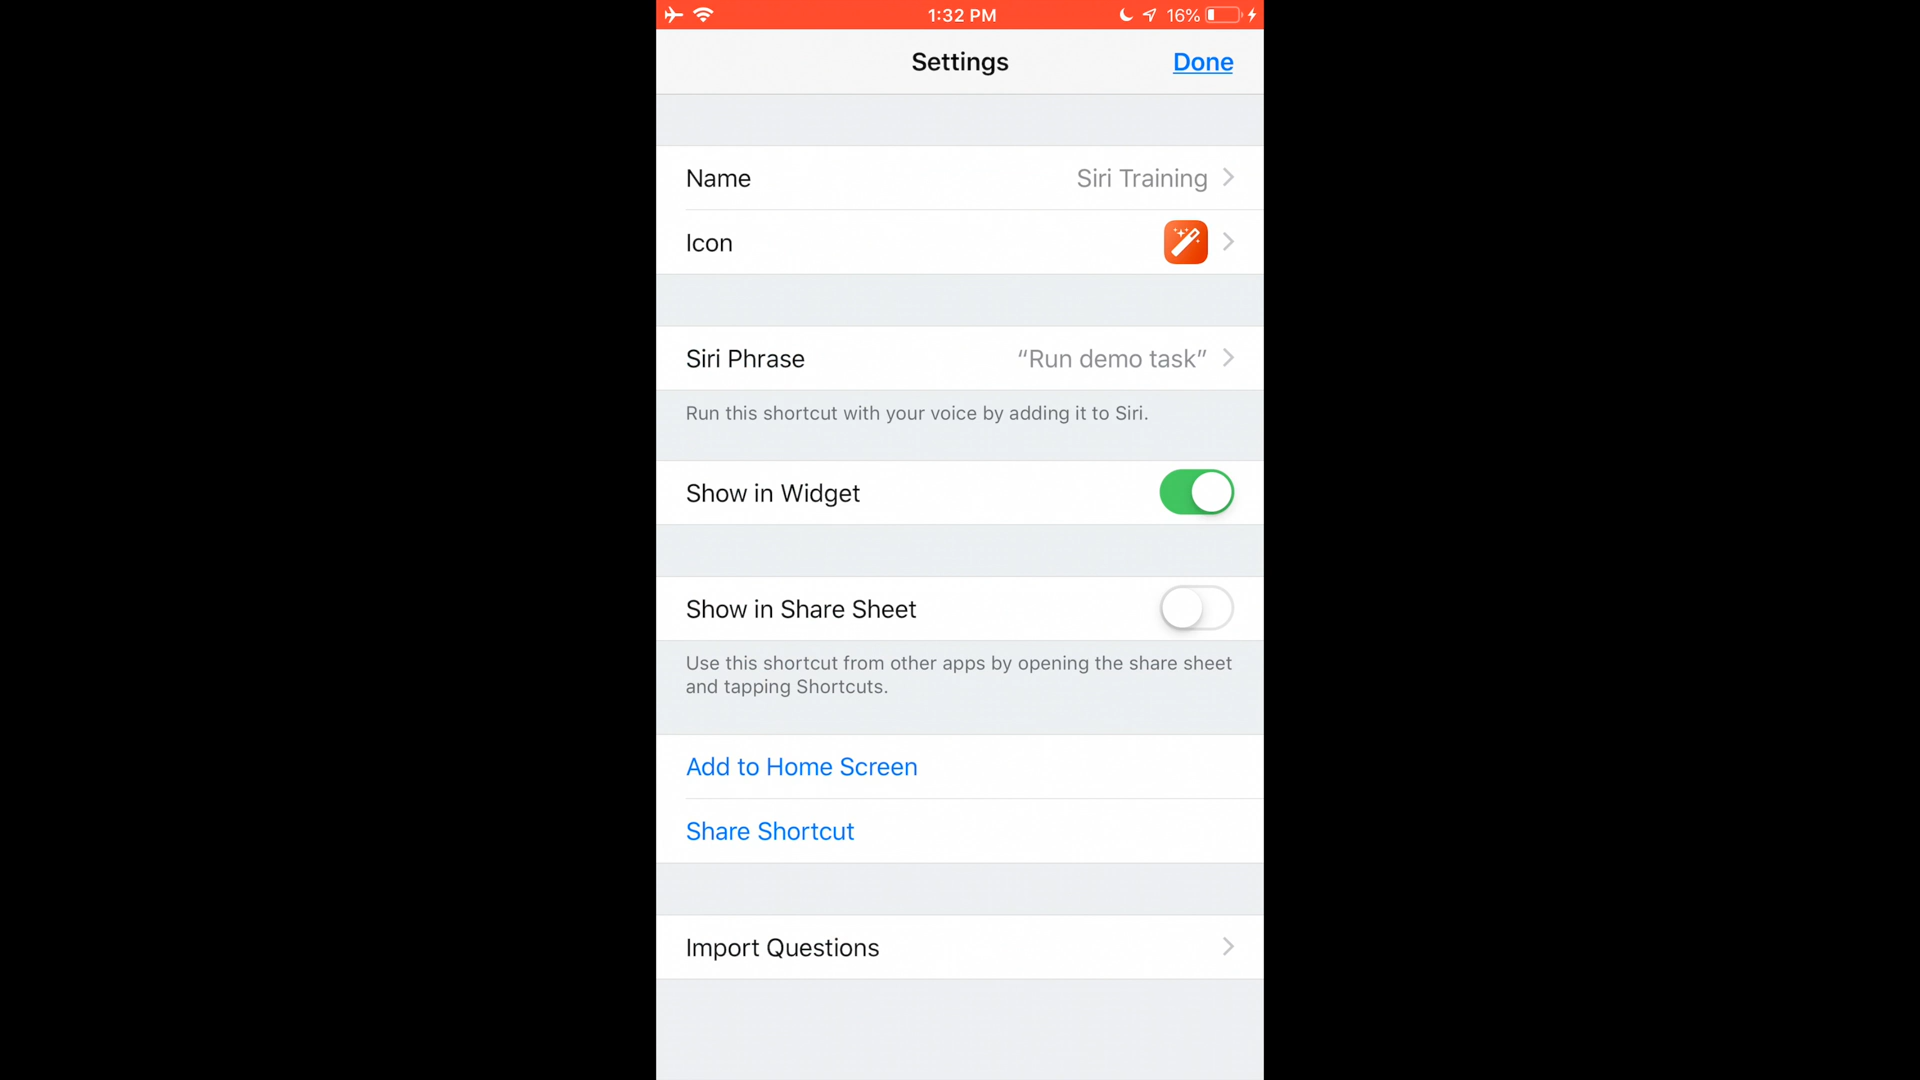 1:32 PM
16%
Settings
Done
Name
Siri Training
Icon
Siri Phrase
“Run demo task”
Run this shortcut with your voice by adding it to Siri.
Show in Widget
Show in Share Sheet
Use this shortcut from other apps by opening the share sheet
and tapping Shortcuts.
Add to Home Screen
Share Shortcut
Import Questions